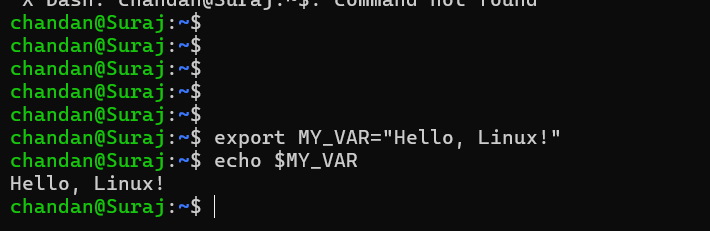 X Dash: chandan@Suraj:~$: command not found
chandan@Suraj:~$
chandan@Suraj:~$
chandan@Suraj:~$
chandan@Suraj:~$
chandan@Suraj:~$
chandan@Suraj:~$ export MY_VAR="Hello, Linux!"
chandan@Suraj:~$ echo $MY_VAR
Hello, Linux!
chandan@Suraj:~$